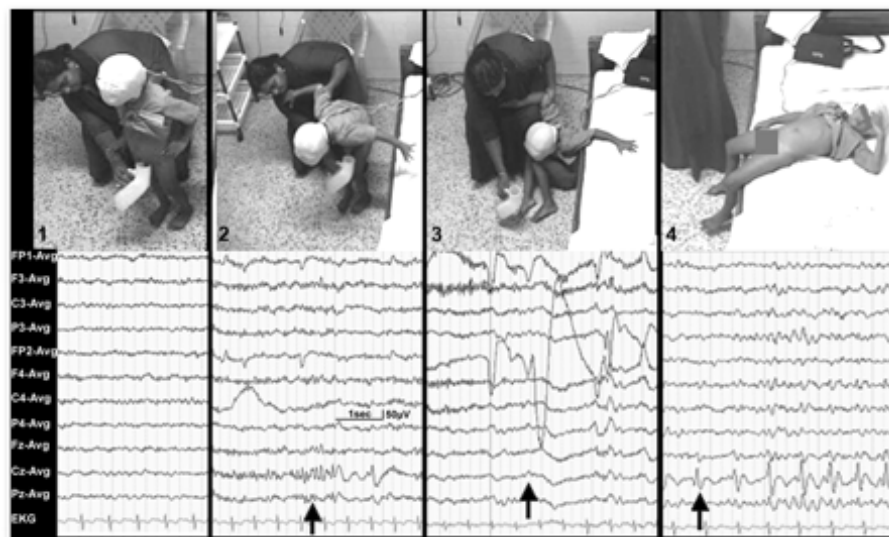 1
2
3
4
FP1-Avg
F3-Avg
C3-Avg
P3-Avg
FP2-Avg
F4-Avg
C4-Avg
1sec 50µV
P4-Avg
Fz-Avg
Cz-Avg
Pz-Avg
EKG